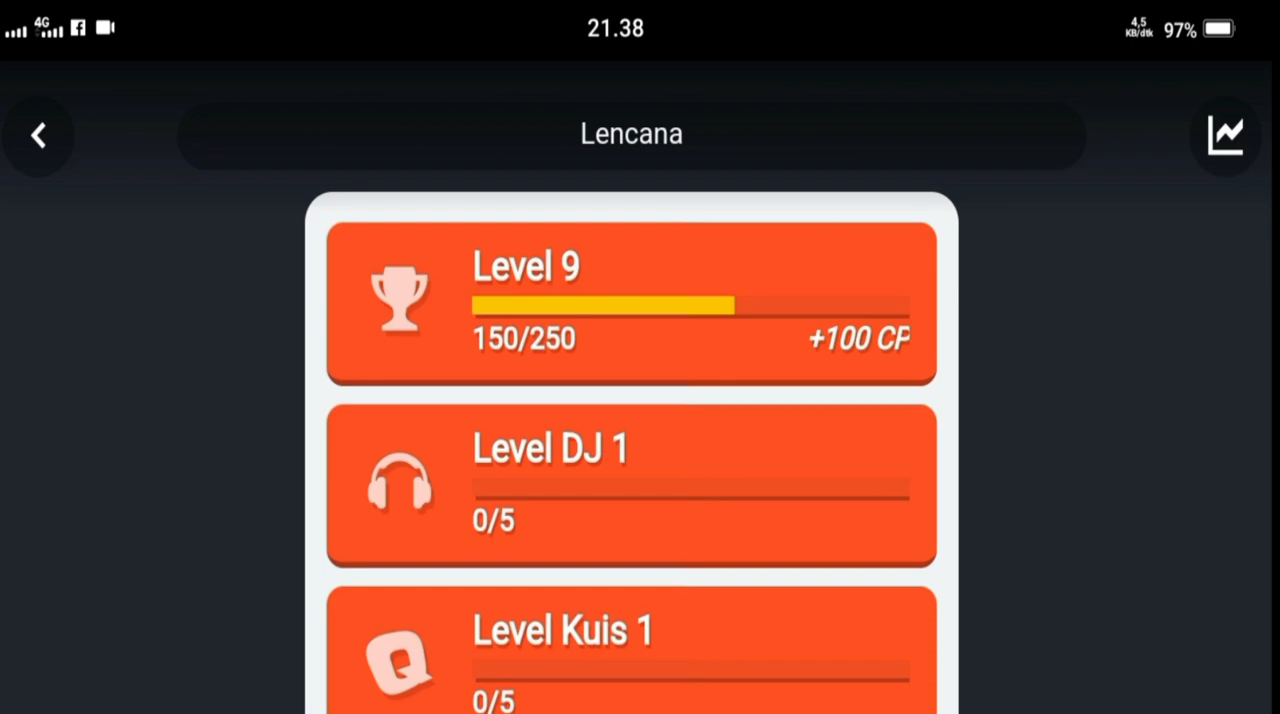 4G
21.38
4,5
KB/dtk
97%
Lencana
Level 9
150/250
+100 CP
Level DJ 1
0/5
Level Kuis 1
Q
0/5